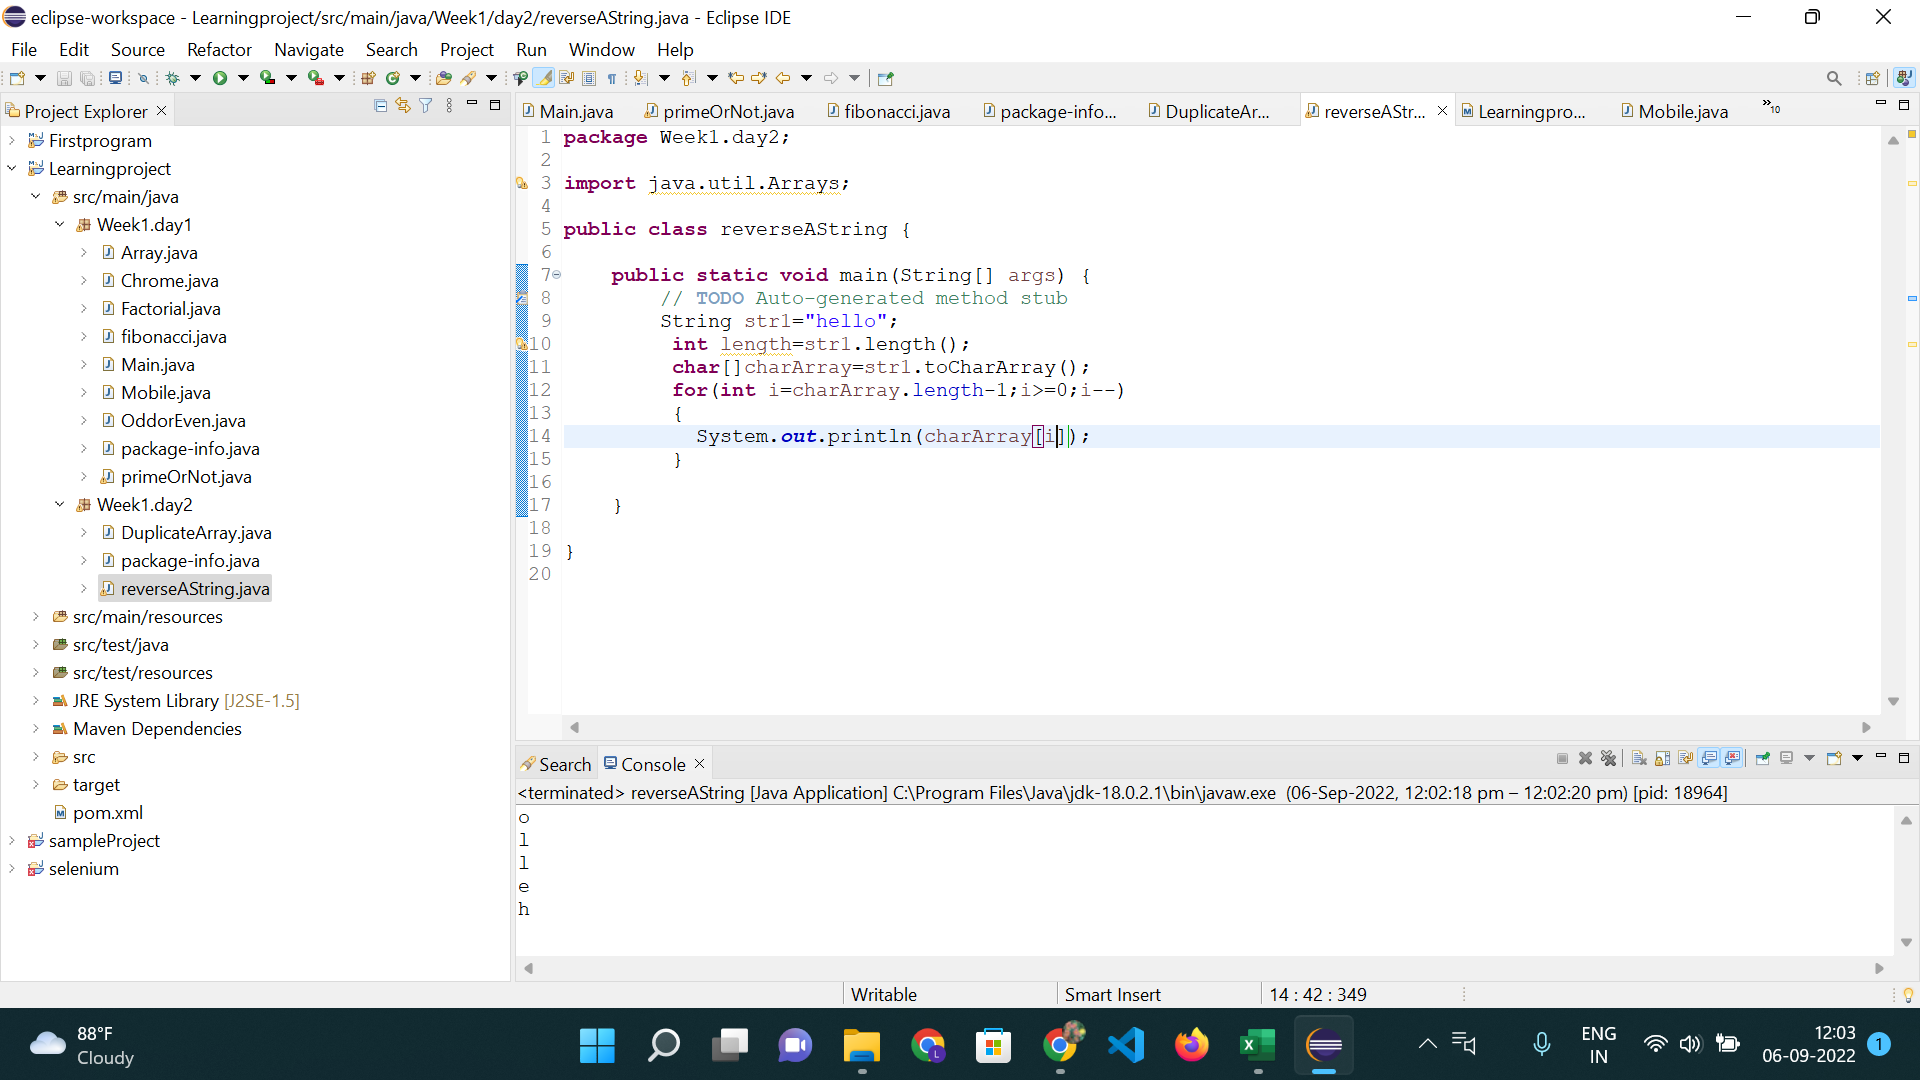 eclipse-workspace - Learningproject/src/main/java/Week1/day2/reverseAString.java - Eclipse IDE
File Edit Source Refactor Navigate Search Project Run Window Help
Project Explorer
Main.java primeOrNot.java fibonacci.java package-info... DuplicateAr... reverseAStr... Learningpro... Mobile.java »10
Firstprogram
Learningproject
src/main/java
Week1.day1
Array.java
Chrome.java
Factorial.java
fibonacci.java
Main.java
Mobile.java
OddorEven.java
package-info.java
primeOrNot.java
Week1.day2
DuplicateArray.java
package-info.java
reverseAString.java
src/main/resources
src/test/java
src/test/resources
JRE System Library [J2SE-1.5]
Maven Dependencies
src
target
pom.xml
sampleProject
selenium
1 package Week1.day2;
2
3 import java.util.Arrays;
4
5 public class reverseAString {
6
7 public static void main(String[] args) {
8 // TODO Auto-generated method stub
9 String str1="hello";
10 int length=str1.length();
11 char[]charArray=str1.toCharArray();
12 for(int i=charArray.length-1;i>=0;i--)
13 {
14 System.out.println(charArray[i]);
15 }
16
17 }
18
19 }
20
Search Console
<terminated> reverseAString [Java Application] C:\Program Files\Java\jdk-18.0.2.1\bin\javaw.exe (06-Sep-2022, 12:02:18 pm – 12:02:20 pm) [pid: 18964]
o
l
l
e
h
Writable Smart Insert 14 : 42 : 349
88°F
Cloudy
ENG
IN
12:03
06-09-2022
1